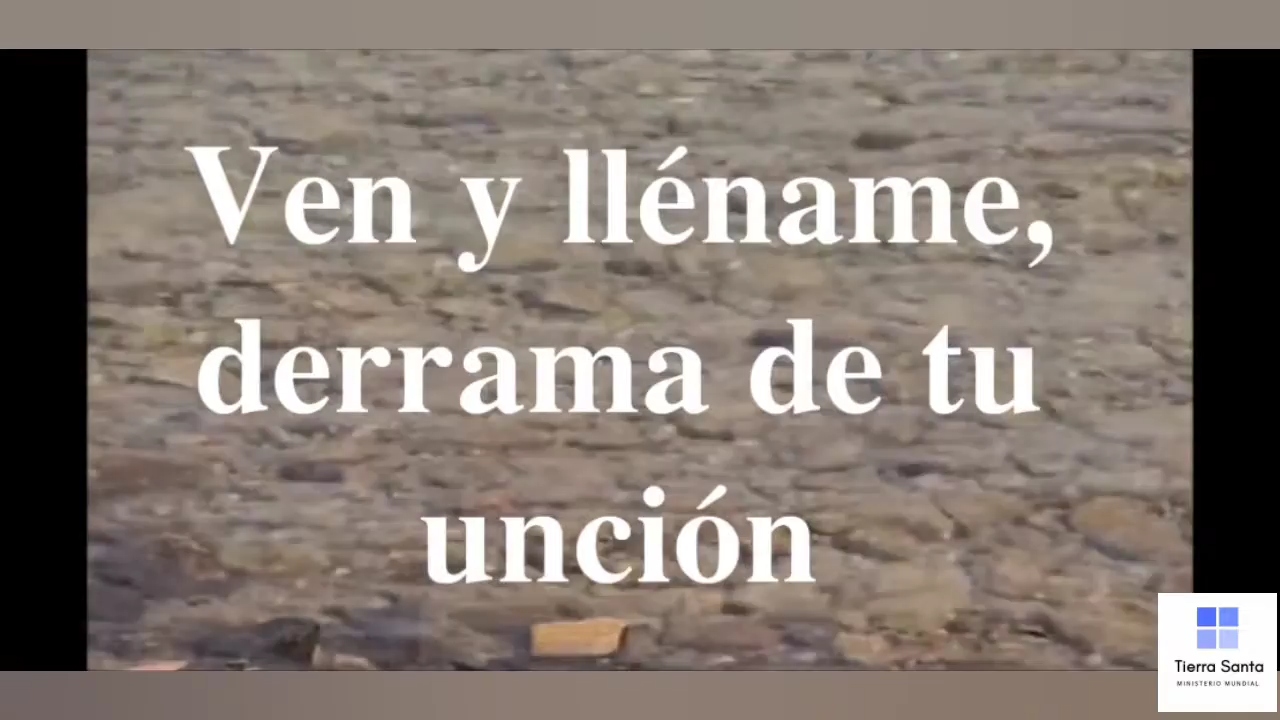 Ven y lléname,
derrama de tu
unción
Tierra Santa
MINISTERIO MUNDIAL